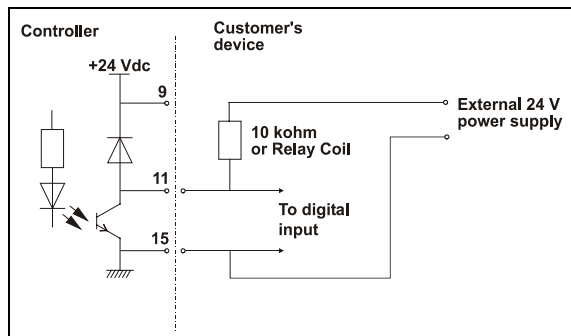 Controller
Customer's
device
+24 Vdc
9
External 24 V
power supply
10 kohm
or Relay Coil
11
To digital
input
15